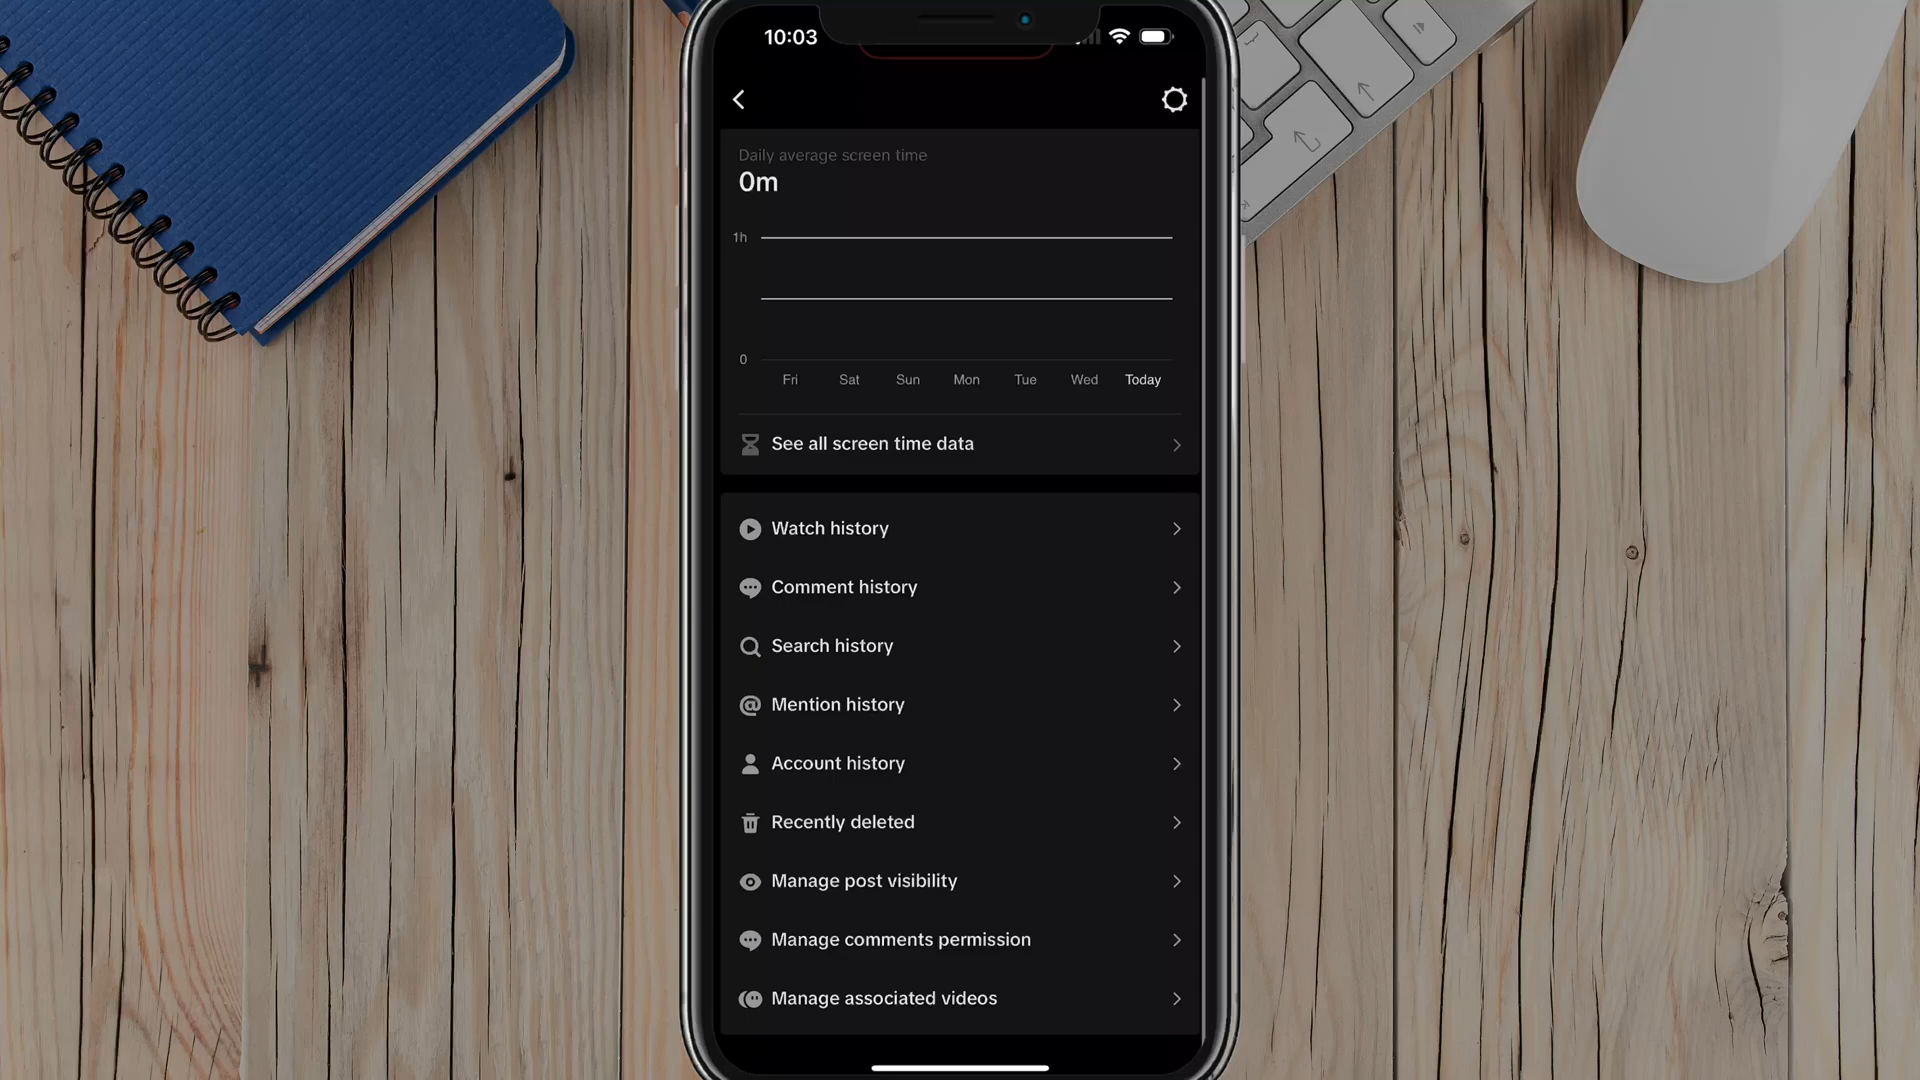 10:03
Daily average screen time
0m
1h
0
Fri Sat Sun Mon Tue Wed Today
See all screen time data
Watch history
Comment history
Search history
Mention history
Account history
Recently deleted
Manage post visibility
Manage comments permission
Manage associated videos